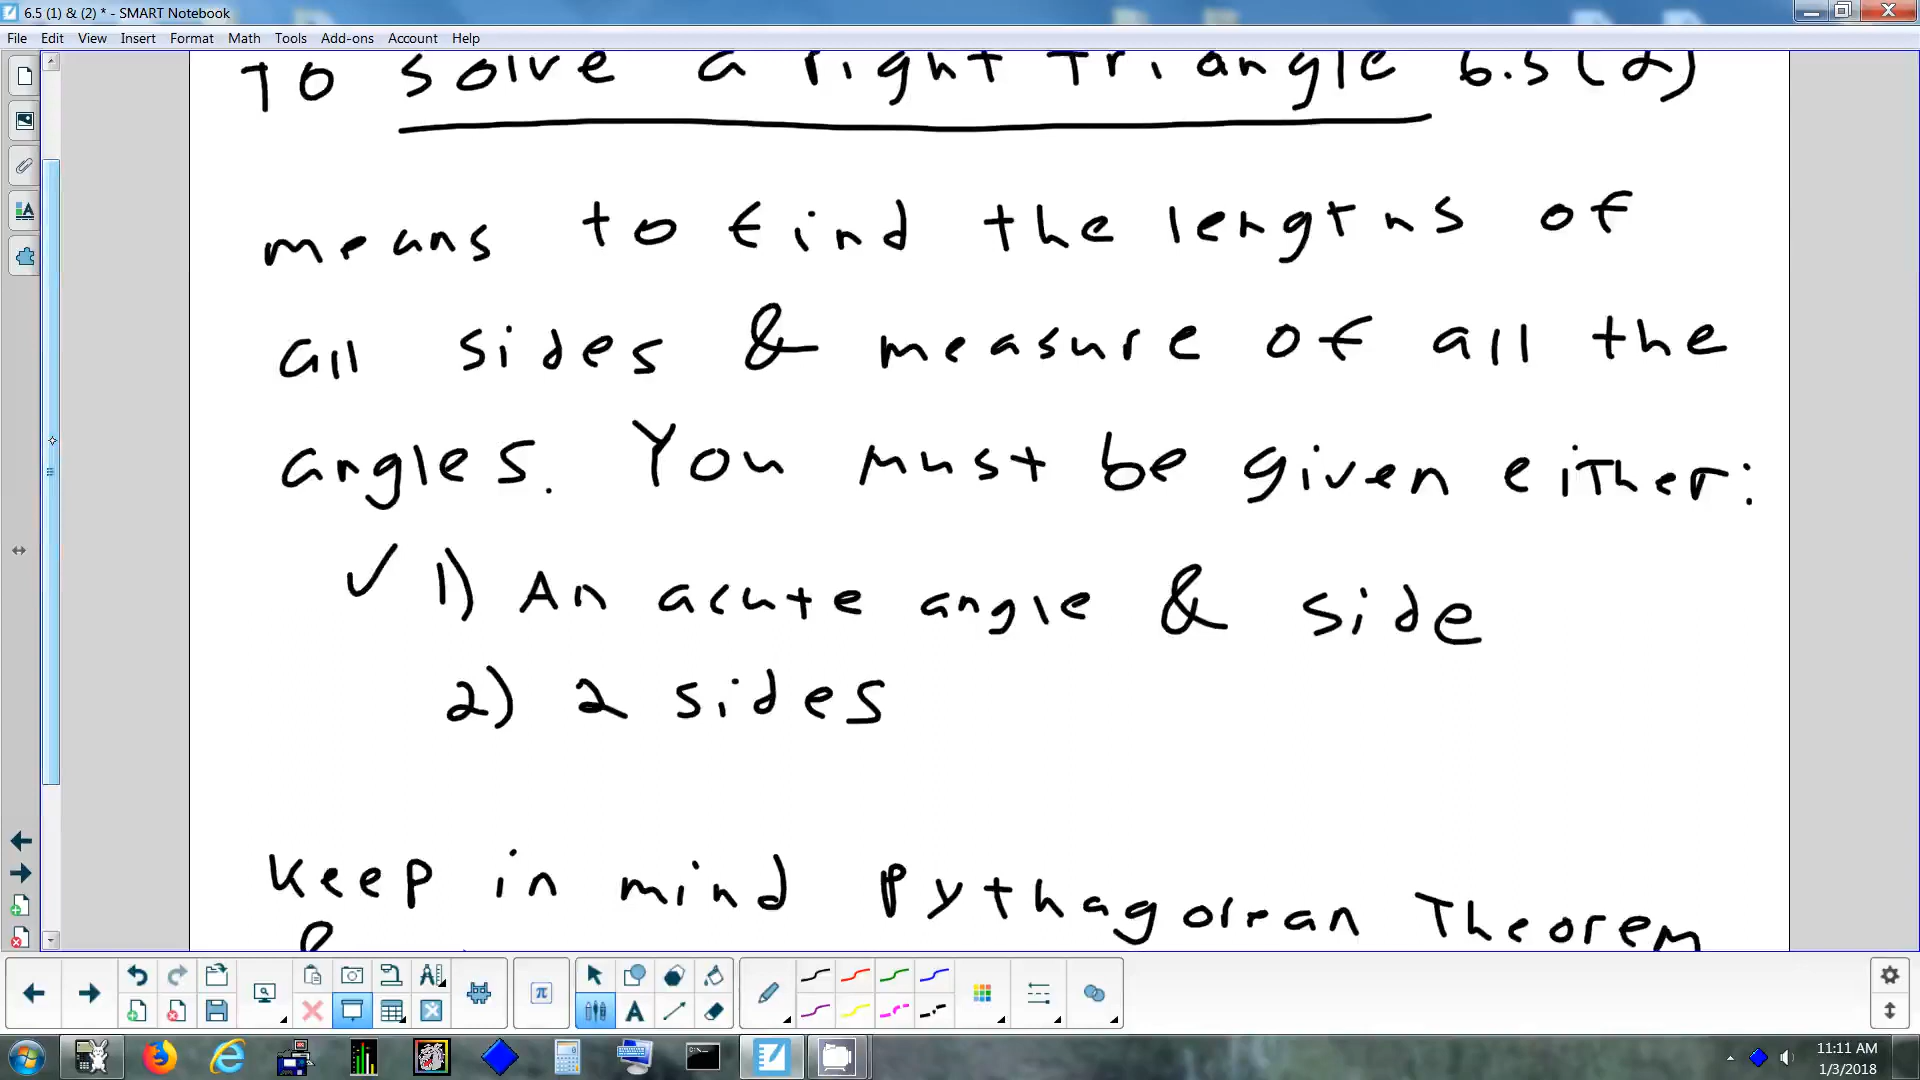 6.5 (1) & (2) * - SMART Notebook
File Edit View Insert Format Math Tools Add-ons Account Help
To solve a right triangle 6.5(2)
means to find the lengths of
all sides & measure of all the
angles. You must be given either:
✓ 1) An acute angle & side
2) 2 sides
Keep in mind Pythagorean Theorem
11:11 AM
1/3/2018